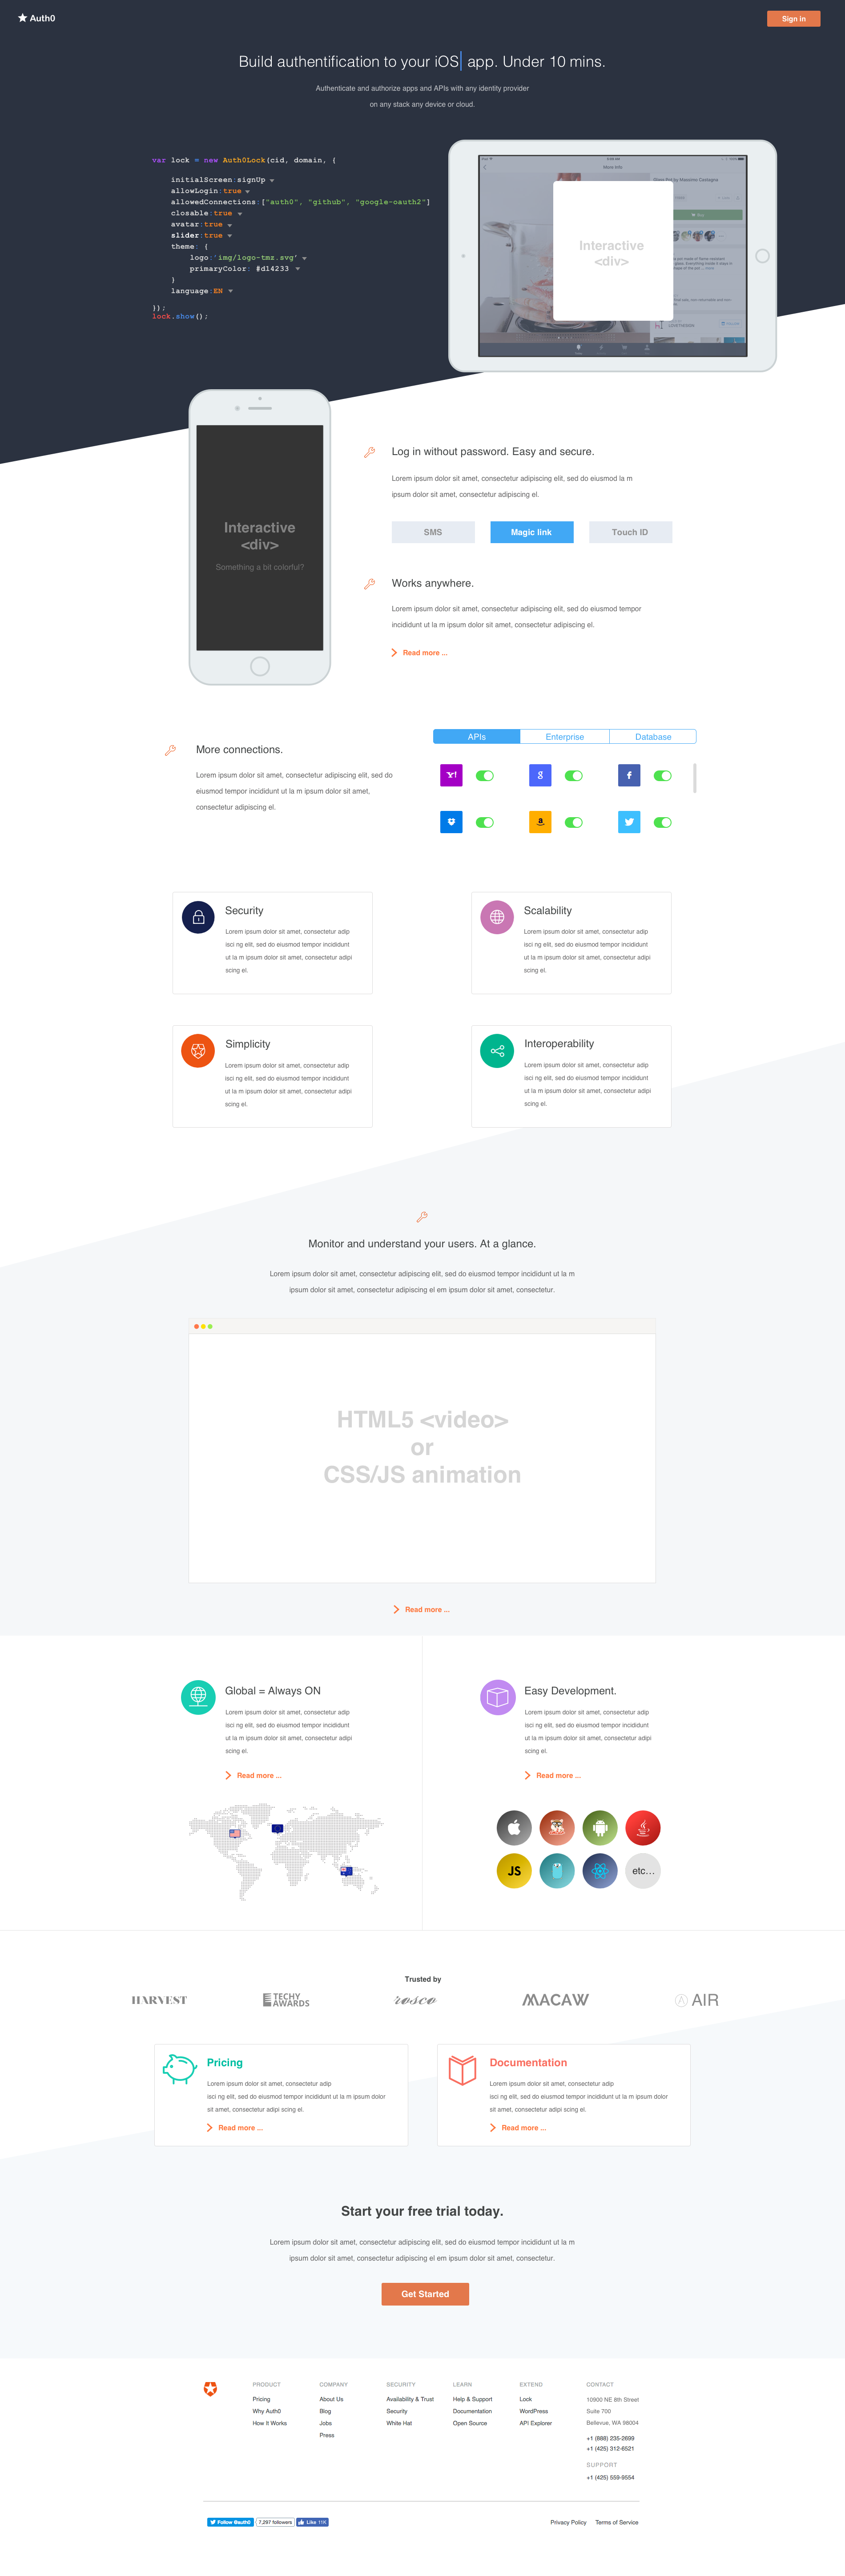 Auth0
Sign in
Build authentification to your iOS app. Under 10 mins.
Authenticate and authorize apps and APIs with any identity provider
on any stack any device or cloud.
var lock = new Auth0Lock(cid, domain, {
initialScreen:signUp
allowLogin:true
allowedConnections:["auth0", "github", "google-oauth2"]
closable:true
avatar:true
slider:true
theme: {
logo:'img/logo-tmz.svg'
primaryColor: #d14233
}
language:EN
});
lock.show();
More Info
Buy
Interactive
<div>
Interactive
<div>
Something a bit colorful?
Log in without password. Easy and secure.
Lorem ipsum dolor sit amet, consectetur adipiscing elit, sed do eiusmod la m
ipsum dolor sit amet, consectetur adipiscing el.
SMS
Magic link
Touch ID
Works anywhere.
Lorem ipsum dolor sit amet, consectetur adipiscing elit, sed do eiusmod tempor
incididunt ut la m ipsum dolor sit amet, consectetur adipiscing el.
Read more ...
More connections.
Lorem ipsum dolor sit amet, consectetur adipiscing elit, sed do
eiusmod tempor incididunt ut la m ipsum dolor sit amet,
consectetur adipiscing el.
APIs
Enterprise
Database
Security
Lorem ipsum dolor sit amet, consectetur adip
isci ng elit, sed do eiusmod tempor incididunt
ut la m ipsum dolor sit amet, consectetur adipi
scing el.
Scalability
Lorem ipsum dolor sit amet, consectetur adip
isci ng elit, sed do eiusmod tempor incididunt
ut la m ipsum dolor sit amet, consectetur adipi
scing el.
Simplicity
Lorem ipsum dolor sit amet, consectetur adip
isci ng elit, sed do eiusmod tempor incididunt
ut la m ipsum dolor sit amet, consectetur adipi
scing el.
Interoperability
Lorem ipsum dolor sit amet, consectetur adip
isci ng elit, sed do eiusmod tempor incididunt
ut la m ipsum dolor sit amet, consectetur adipi
scing el.
Monitor and understand your users. At a glance.
Lorem ipsum dolor sit amet, consectetur adipiscing elit, sed do eiusmod tempor incididunt ut la m
ipsum dolor sit amet, consectetur adipiscing el em ipsum dolor sit amet, consectetur.
HTML5 <video>
or
CSS/JS animation
Read more ...
Global = Always ON
Lorem ipsum dolor sit amet, consectetur adip
isci ng elit, sed do eiusmod tempor incididunt
ut la m ipsum dolor sit amet, consectetur adipi
scing el.
Read more ...
Easy Development.
Lorem ipsum dolor sit amet, consectetur adip
isci ng elit, sed do eiusmod tempor incididunt
ut la m ipsum dolor sit amet, consectetur adipi
scing el.
Read more ...
JS
etc...
Trusted by
HARVEST
TECHY
AWARDS
rosco
MACAW
AIR
Pricing
Lorem ipsum dolor sit amet, consectetur adip
isci ng elit, sed do eiusmod tempor incididunt ut la m ipsum dolor
sit amet, consectetur adipi scing el.
Read more ...
Documentation
Lorem ipsum dolor sit amet, consectetur adip
isci ng elit, sed do eiusmod tempor incididunt ut la m ipsum dolor
sit amet, consectetur adipi scing el.
Read more ...
Start your free trial today.
Lorem ipsum dolor sit amet, consectetur adipiscing elit, sed do eiusmod tempor incididunt ut la m
ipsum dolor sit amet, consectetur adipiscing el em ipsum dolor sit amet, consectetur.
Get Started
PRODUCT
Pricing
Why Auth0
How It Works
COMPANY
About Us
Blog
Jobs
Press
SECURITY
Availability & Trust
Security
White Hat
LEARN
Help & Support
Documentation
Open Source
EXTEND
Lock
WordPress
API Explorer
CONTACT
10900 NE 8th Street
Suite 700
Bellevue, WA 98004
+1 (888) 235-2699
+1 (425) 312-6521
SUPPORT
+1 (425) 559-9554
Follow @auth0
7,297 followers
Like 11K
Privacy Policy
Terms of Service